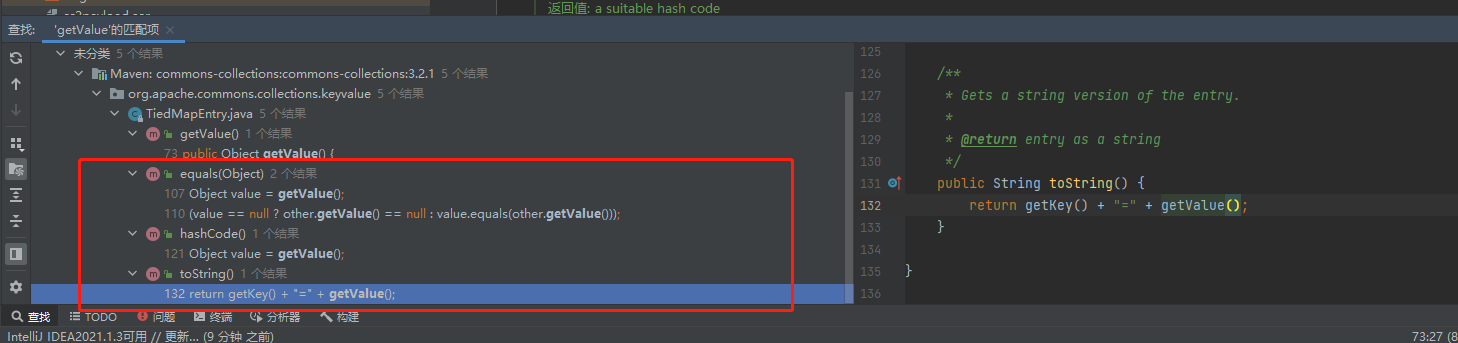 返回值: a suitable hash code
查找: 'getValue'的匹配项
未分类 5 个结果
Maven: commons-collections:commons-collections:3.2.1 5 个结果
org.apache.commons.collections.keyvalue 5 个结果
TiedMapEntry.java 5 个结果
getValue() 1 个结果
73 public Object getValue() {
equals(Object) 2 个结果
107 Object value = getValue();
110 (value == null ? other.getValue() == null : value.equals(other.getValue()));
hashCode() 1 个结果
121 Object value = getValue();
toString() 1 个结果
132 return getKey() + "=" + getValue();
125
126 /**
127 * Gets a string version of the entry.
128 *
129 * @return entry as a string
130 */
131 public String toString() {
132 return getKey() + "=" + getValue();
133 }
134
135 }
136
查找 TODO 问题 终端 分析器 构建
IntelliJ IDEA2021.1.3可用 // 更新... (9 分钟 之前) 73:27 (8